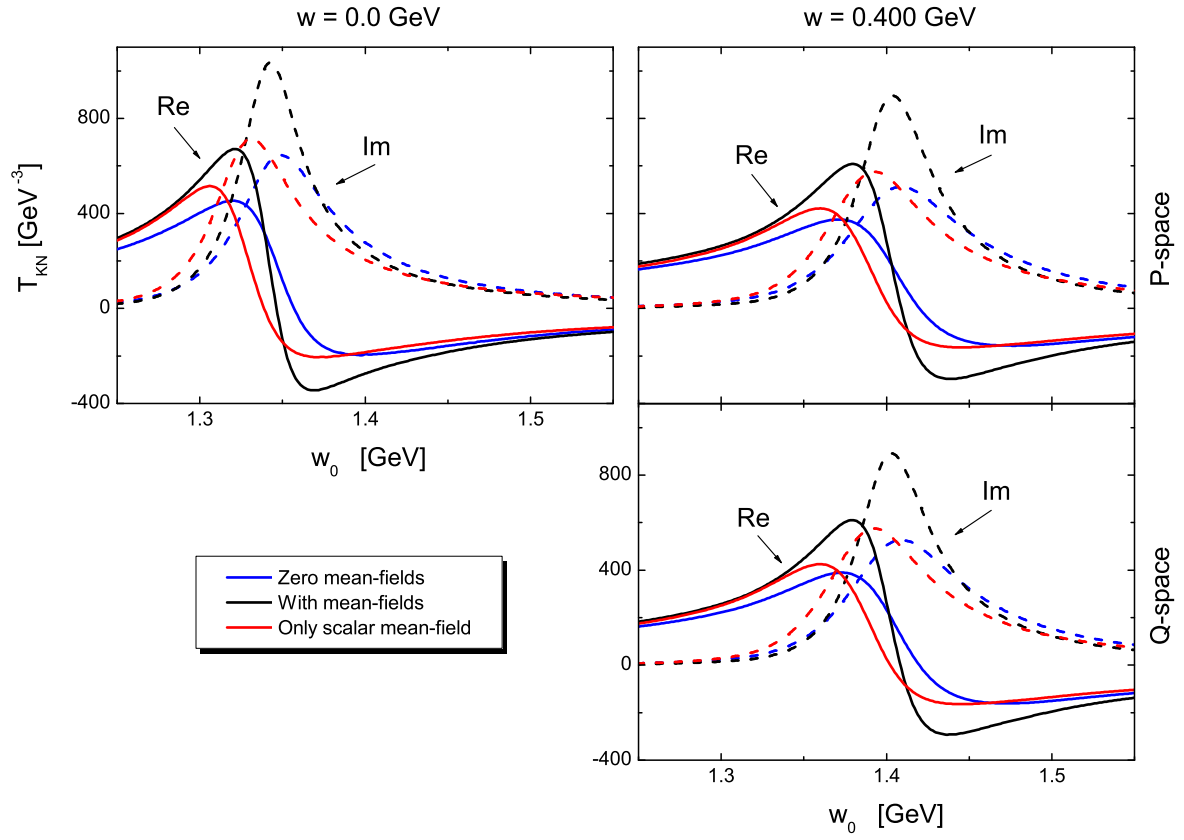 w = 0.0 GeV
w = 0.400 GeV
T_KN [GeV^-3]
800
400
0
-400
Re
Im
1.3
1.4
1.5
w_0 [GeV]
Re
Im
P-space
800
400
0
-400
Re
Im
Q-space
1.3
1.4
1.5
w_0 [GeV]
Zero mean-fields
With mean-fields
Only scalar mean-field